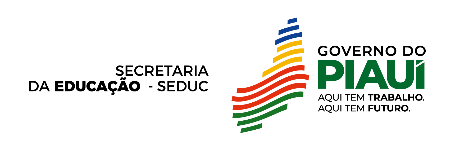 SECRETARIA
DA EDUCAÇÃO - SEDUC
GOVERNO DO
PIAUÍ
AQUI TEM TRABALHO.
AQUI TEM FUTURO.